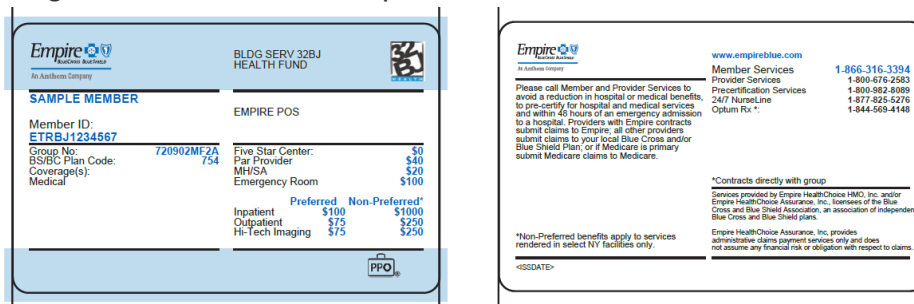 Empire
BlueCross BlueShield
An Anthem Company
BLDG SERV 32BJ
HEALTH FUND
32BJ
HEALTH
SAMPLE MEMBER
EMPIRE POS
Member ID:
ETRBJ1234567
Group No: 720902MF2A
BS/BC Plan Code: 754
Coverage(s):
Medical
Five Star Center: $0
Par Provider $40
MH/SA $20
Emergency Room $100
Preferred Non-Preferred*
Inpatient $100 $1000
Outpatient $75 $250
Hi-Tech Imaging $75 $250
PPO®
Empire
BlueCross BlueShield
An Anthem Company
Please call Member and Provider Services to
avoid a reduction in hospital or medical benefits,
to pre-certify for hospital and medical services
and within 48 hours of an emergency admission
to a hospital. Providers with Empire contracts
submit claims to Empire; all other providers
submit claims to your local Blue Cross and/or
Blue Shield Plan; or if Medicare is primary
submit Medicare claims to Medicare.
*Non-Preferred benefits apply to services
rendered in select NY facilities only.
<ISSDATE>
www.empireblue.com
Member Services 1-866-316-3394
Provider Services 1-800-676-2583
Precertification Services 1-800-982-8089
24/7 NurseLine 1-877-825-5276
Optum Rx *: 1-844-569-4148
*Contracts directly with group
Services provided by Empire HealthChoice HMO, Inc. and/or
Empire HealthChoice Assurance, Inc., licensees of the Blue
Cross and Blue Shield Association, an association of independen
Blue Cross and Blue Shield plans.
Empire HealthChoice Assurance, Inc, provides
administrative claims payment services only and does
not assume any financial risk or obligation with respect to claims.